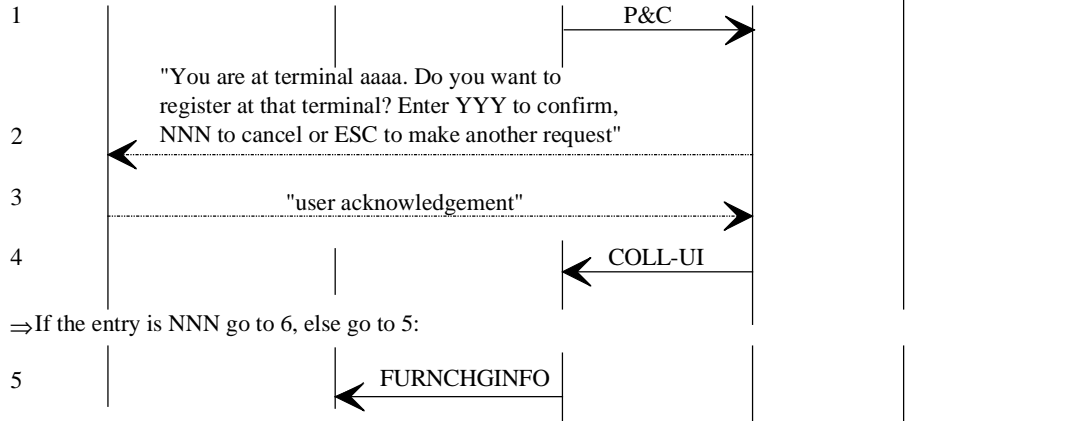 1
P&C
"You are at terminal aaaa. Do you want to
register at that terminal? Enter YYY to confirm,
2
NNN to cancel or ESC to make another request"
3
"user acknowledgement"
4
COLL-UI
⇒If the entry is NNN go to 6, else go to 5:
5
FURNCHGINFO